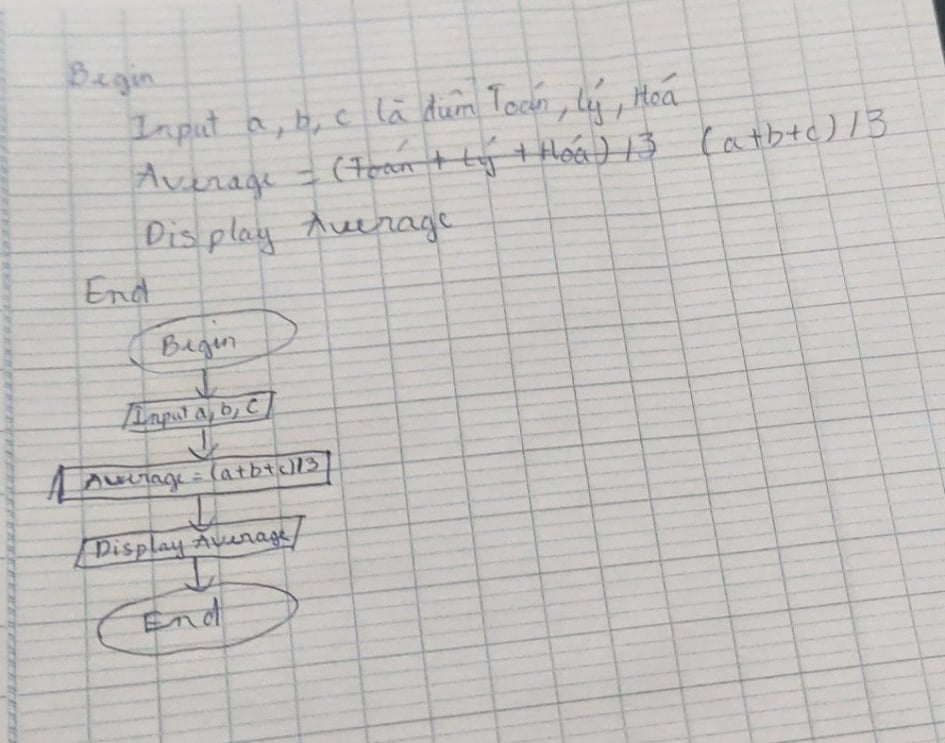 Begin
Input a, b, c là điểm Toán, Lý, Hoá
Average = (Toán + Lý + Hoá) /3 (a+b+c) /3
Display Average
End
Begin
Input a, b, c
Average = (a+b+c)/3
Display Average
End